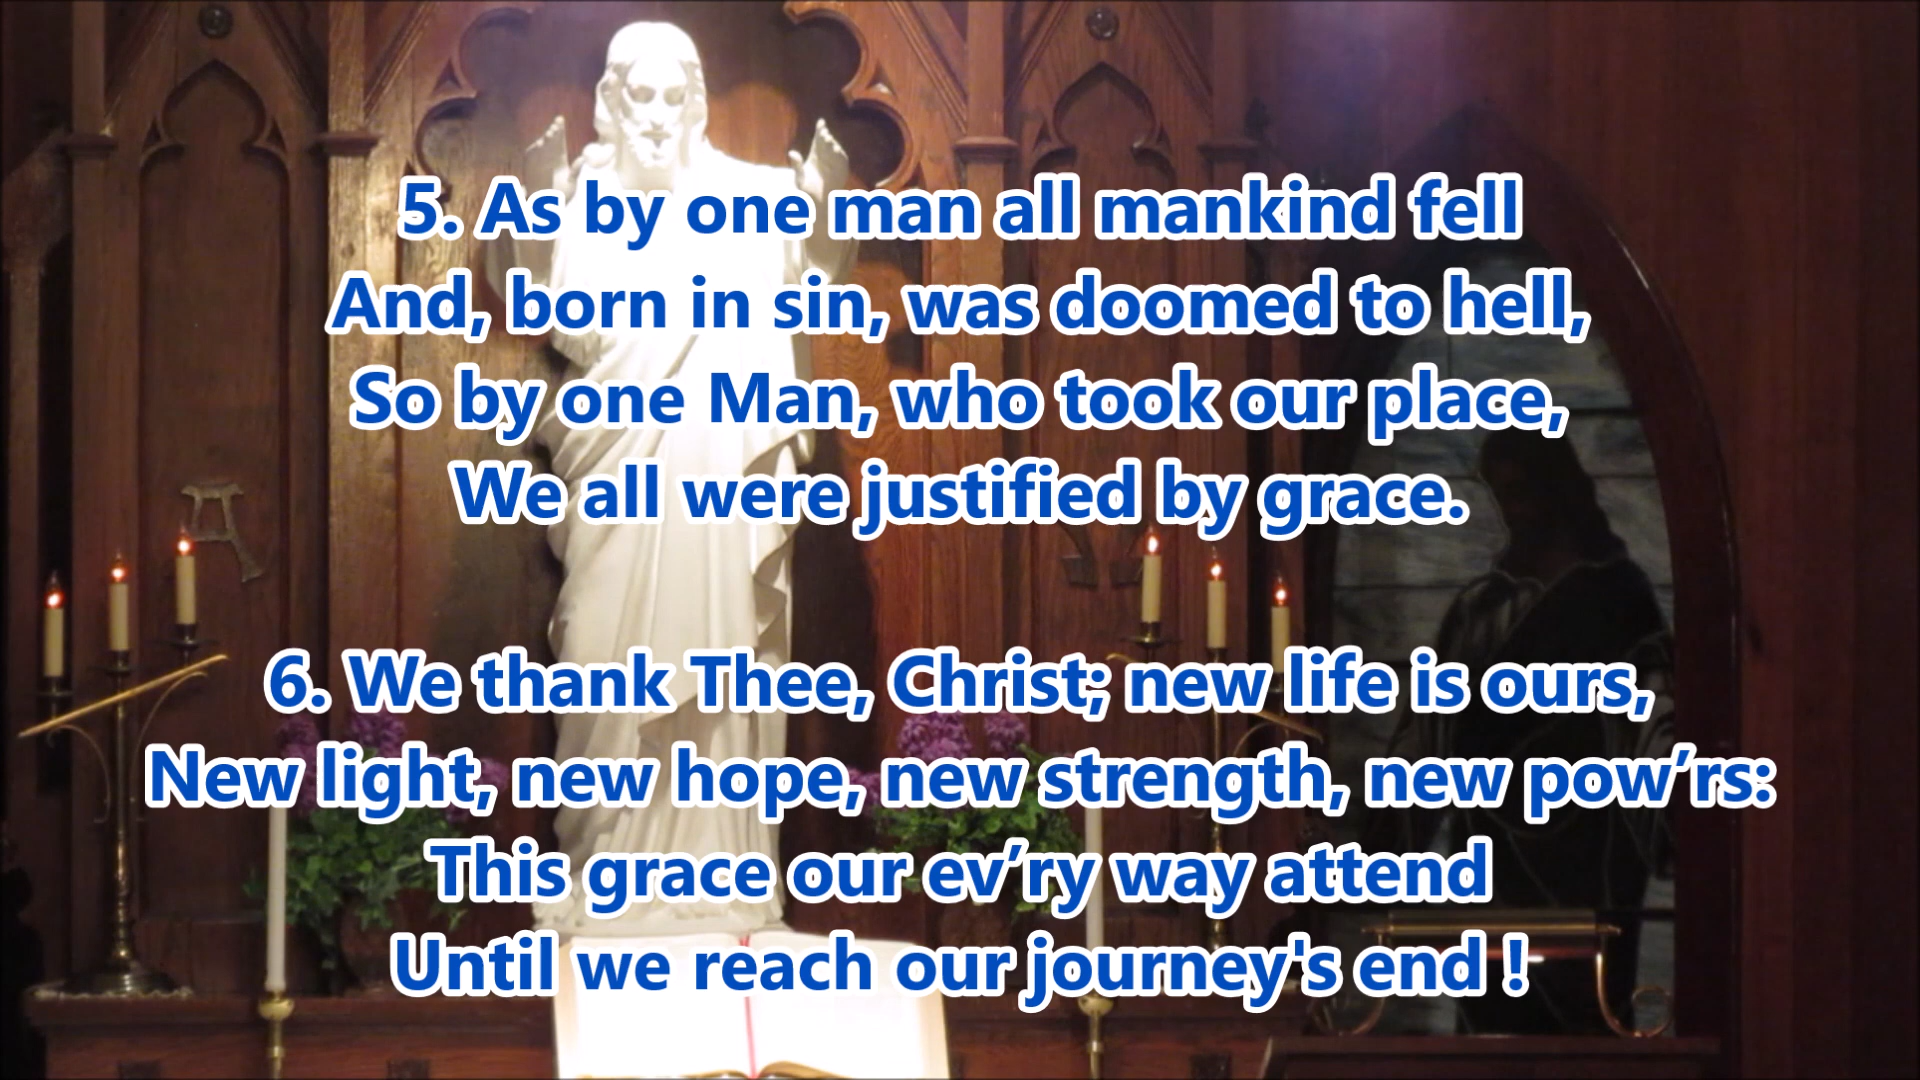 5. As by one man all mankind fell
And, born in sin, was doomed to hell,
So by one Man, who took our place,
We all were justified by grace.
6. We thank Thee, Christ; new life is ours,
New light, new hope, new strength, new pow’rs:
This grace our ev’ry way attend
Until we reach our journey's end !